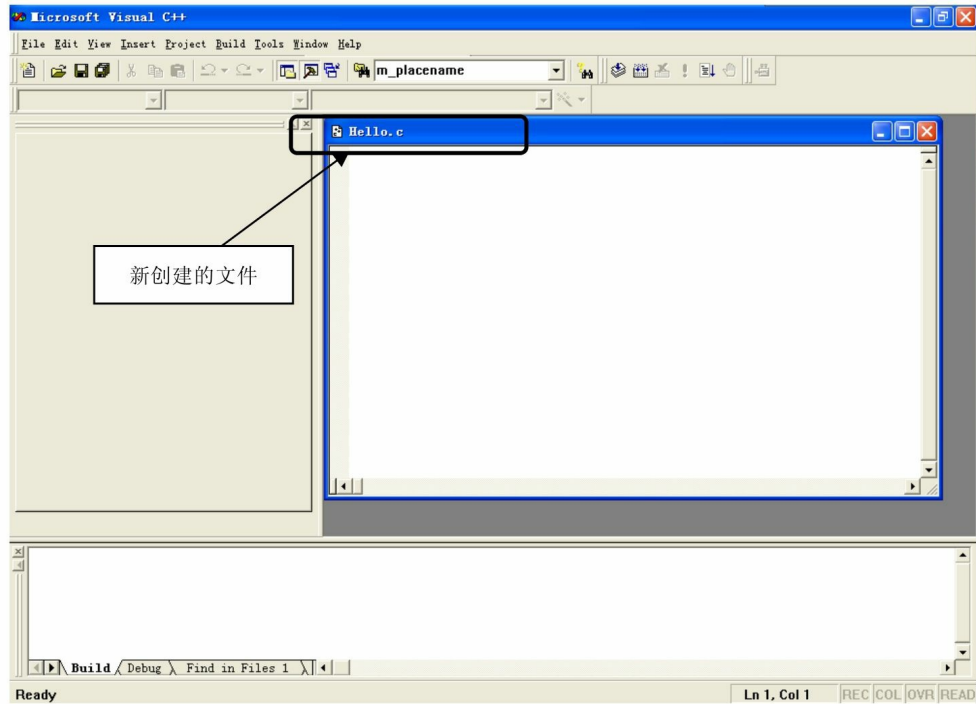 Microsoft Visual C++
File Edit View Insert Project Build Tools Window Help
m_placename
Hello.c
新创建的文件
Build Debug Find in Files 1
Ready Ln 1, Col 1 REC COL OVR READ